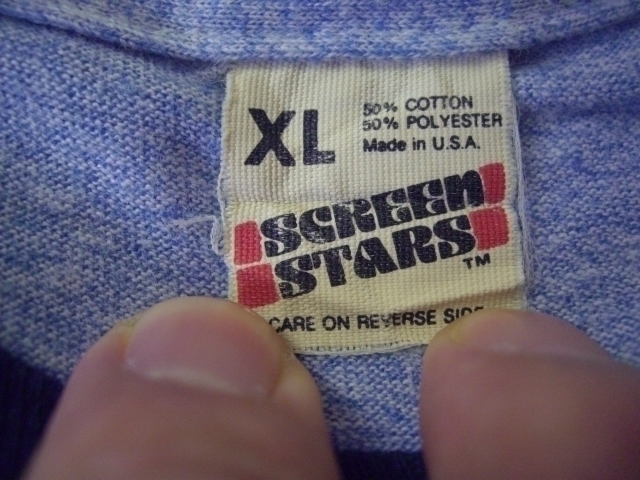 XL
50% COTTON
50% POLYESTER
Made in U.S.A.
SCREEN
STARS
TM
CARE ON REVERSE SIDE